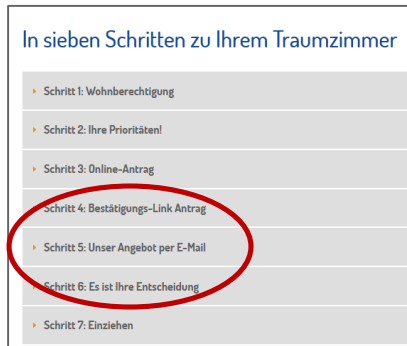 In sieben Schritten zu Ihrem Traumzimmer
Schritt 1: Wohnberechtigung
Schritt 2: Ihre Prioritäten!
Schritt 3: Online-Antrag
Schritt 4: Bestätigungs-Link Antrag
Schritt 5: Unser Angebot per E-Mail
Schritt 6: Es ist Ihre Entscheidung
Schritt 7: Einziehen